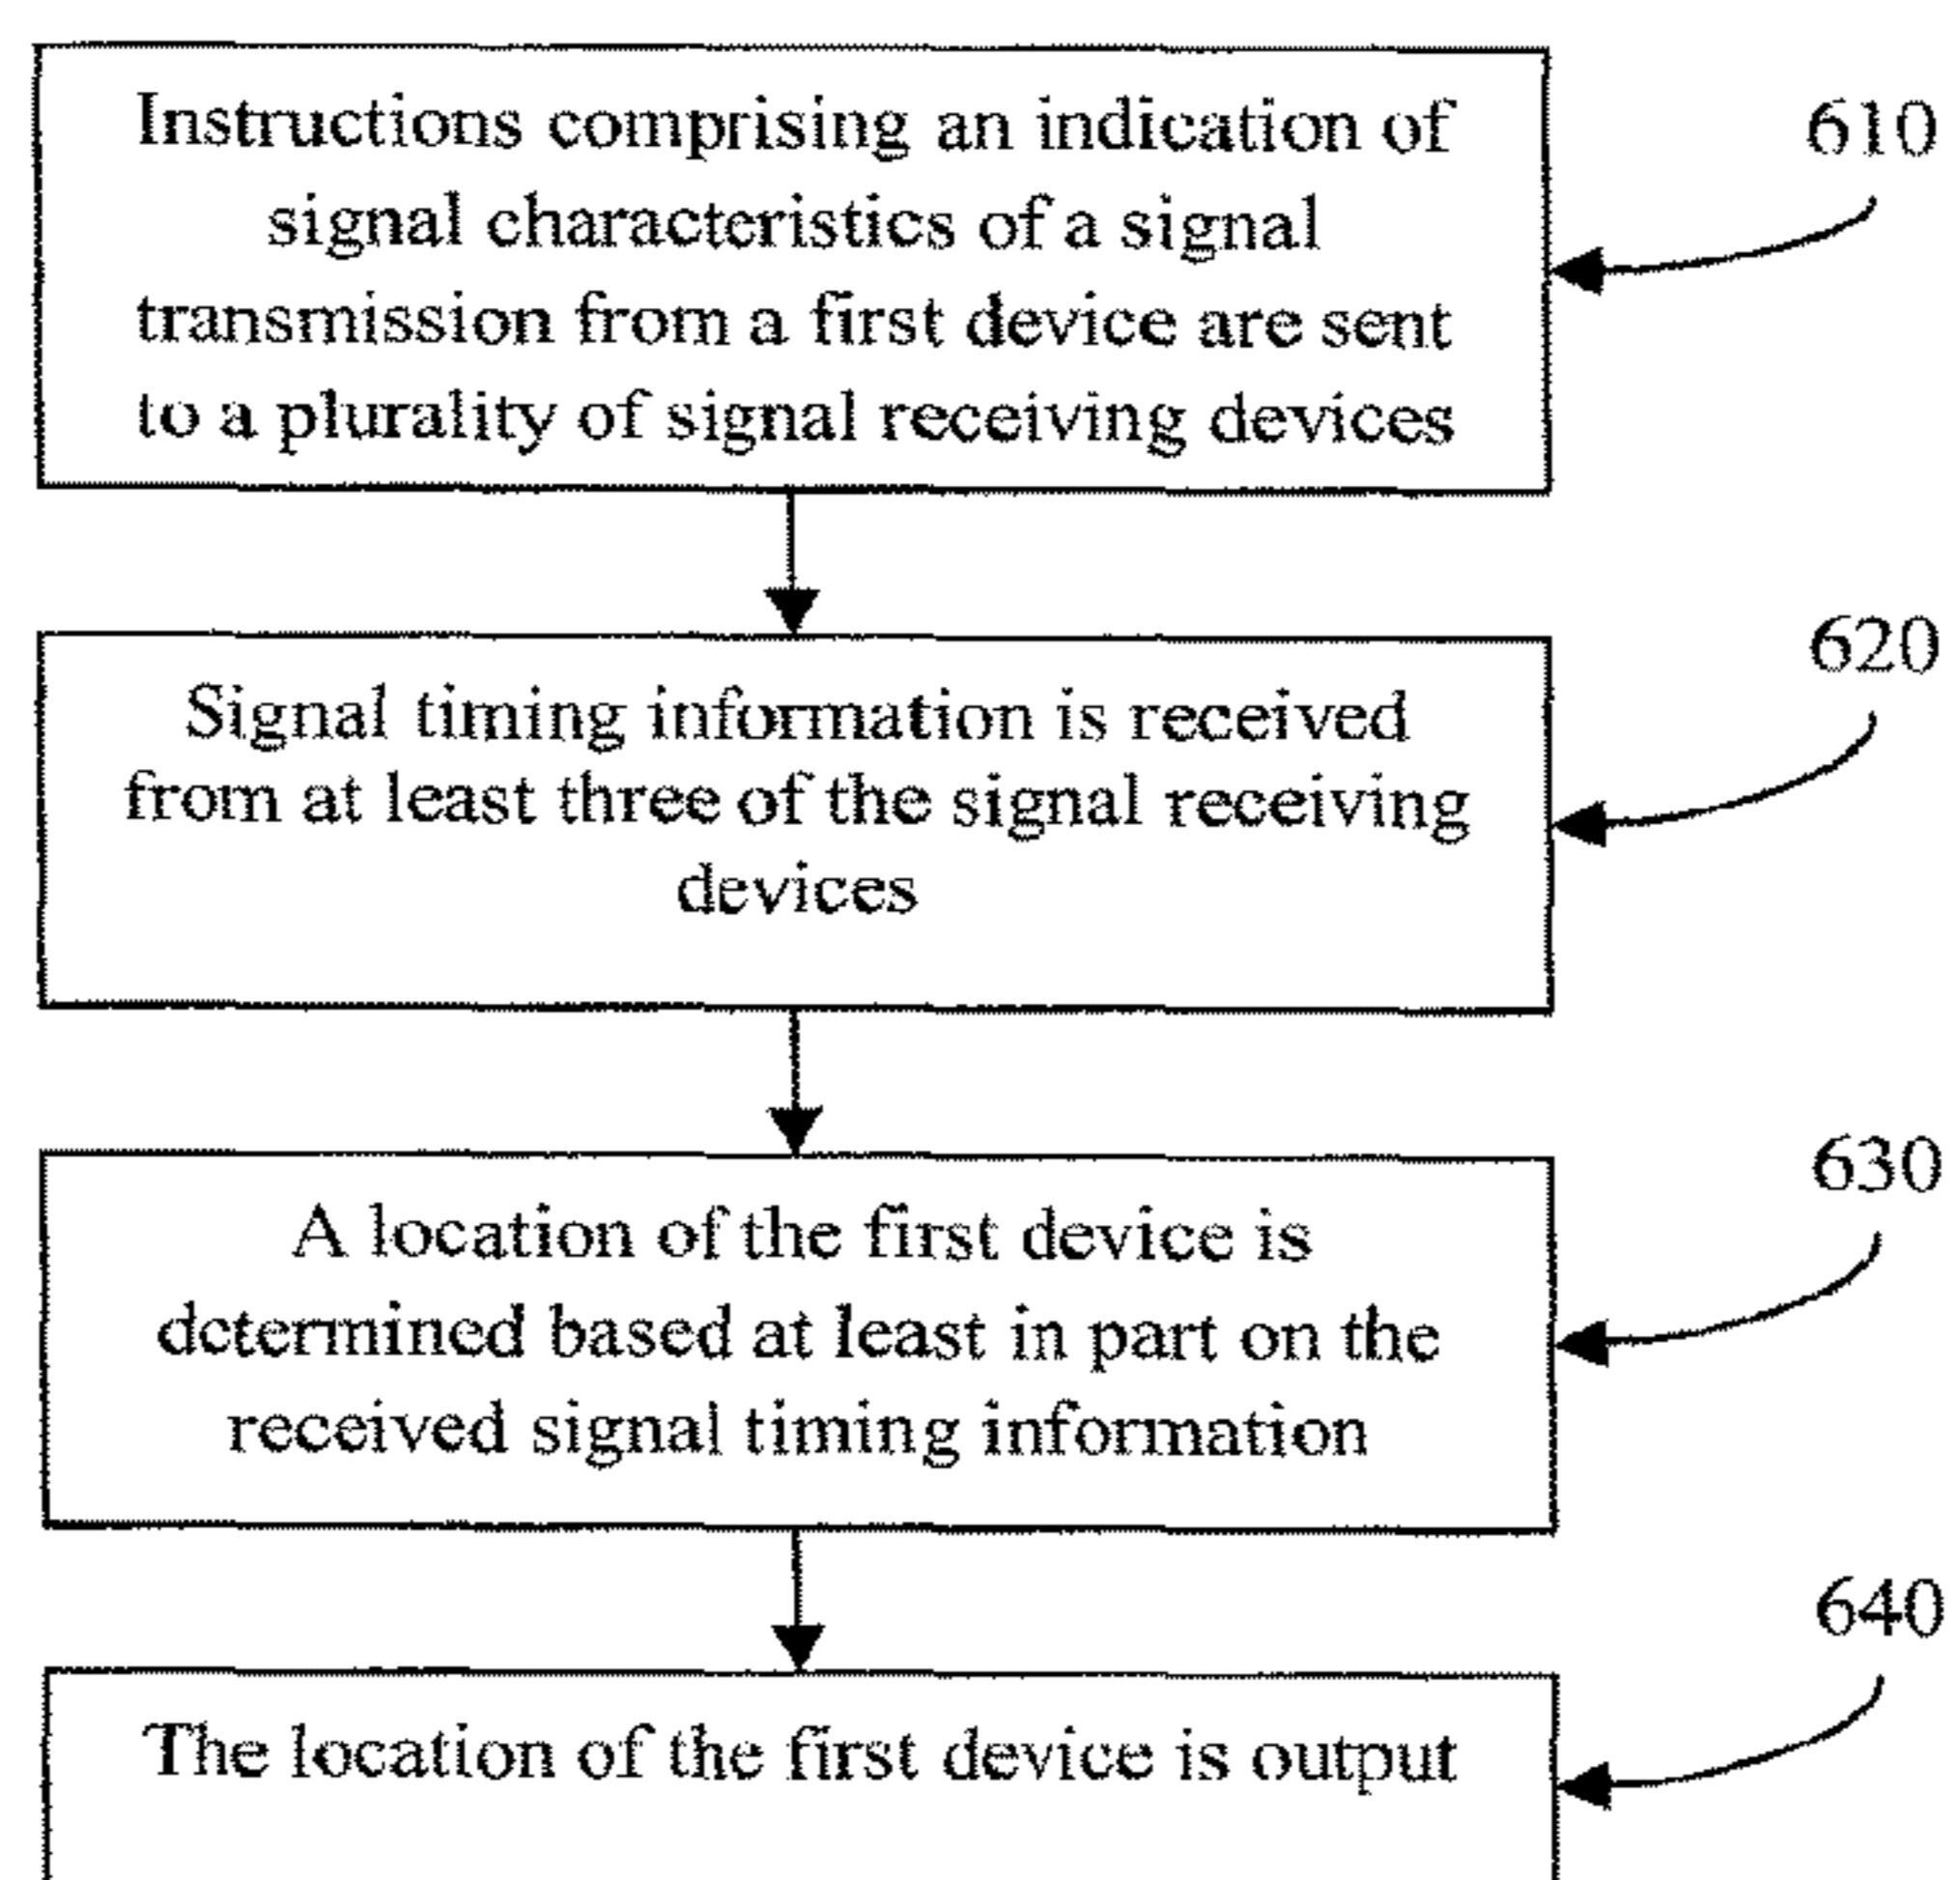 Instructions comprising an indication of
signal characteristics of a signal
transmission from a first device are sent
to a plurality of signal receiving devices
610
Signal timing information is received
from at least three of the signal receiving
devices
620
A location of the first device is
determined based at least in part on the
received signal timing information
630
The location of the first device is output
640